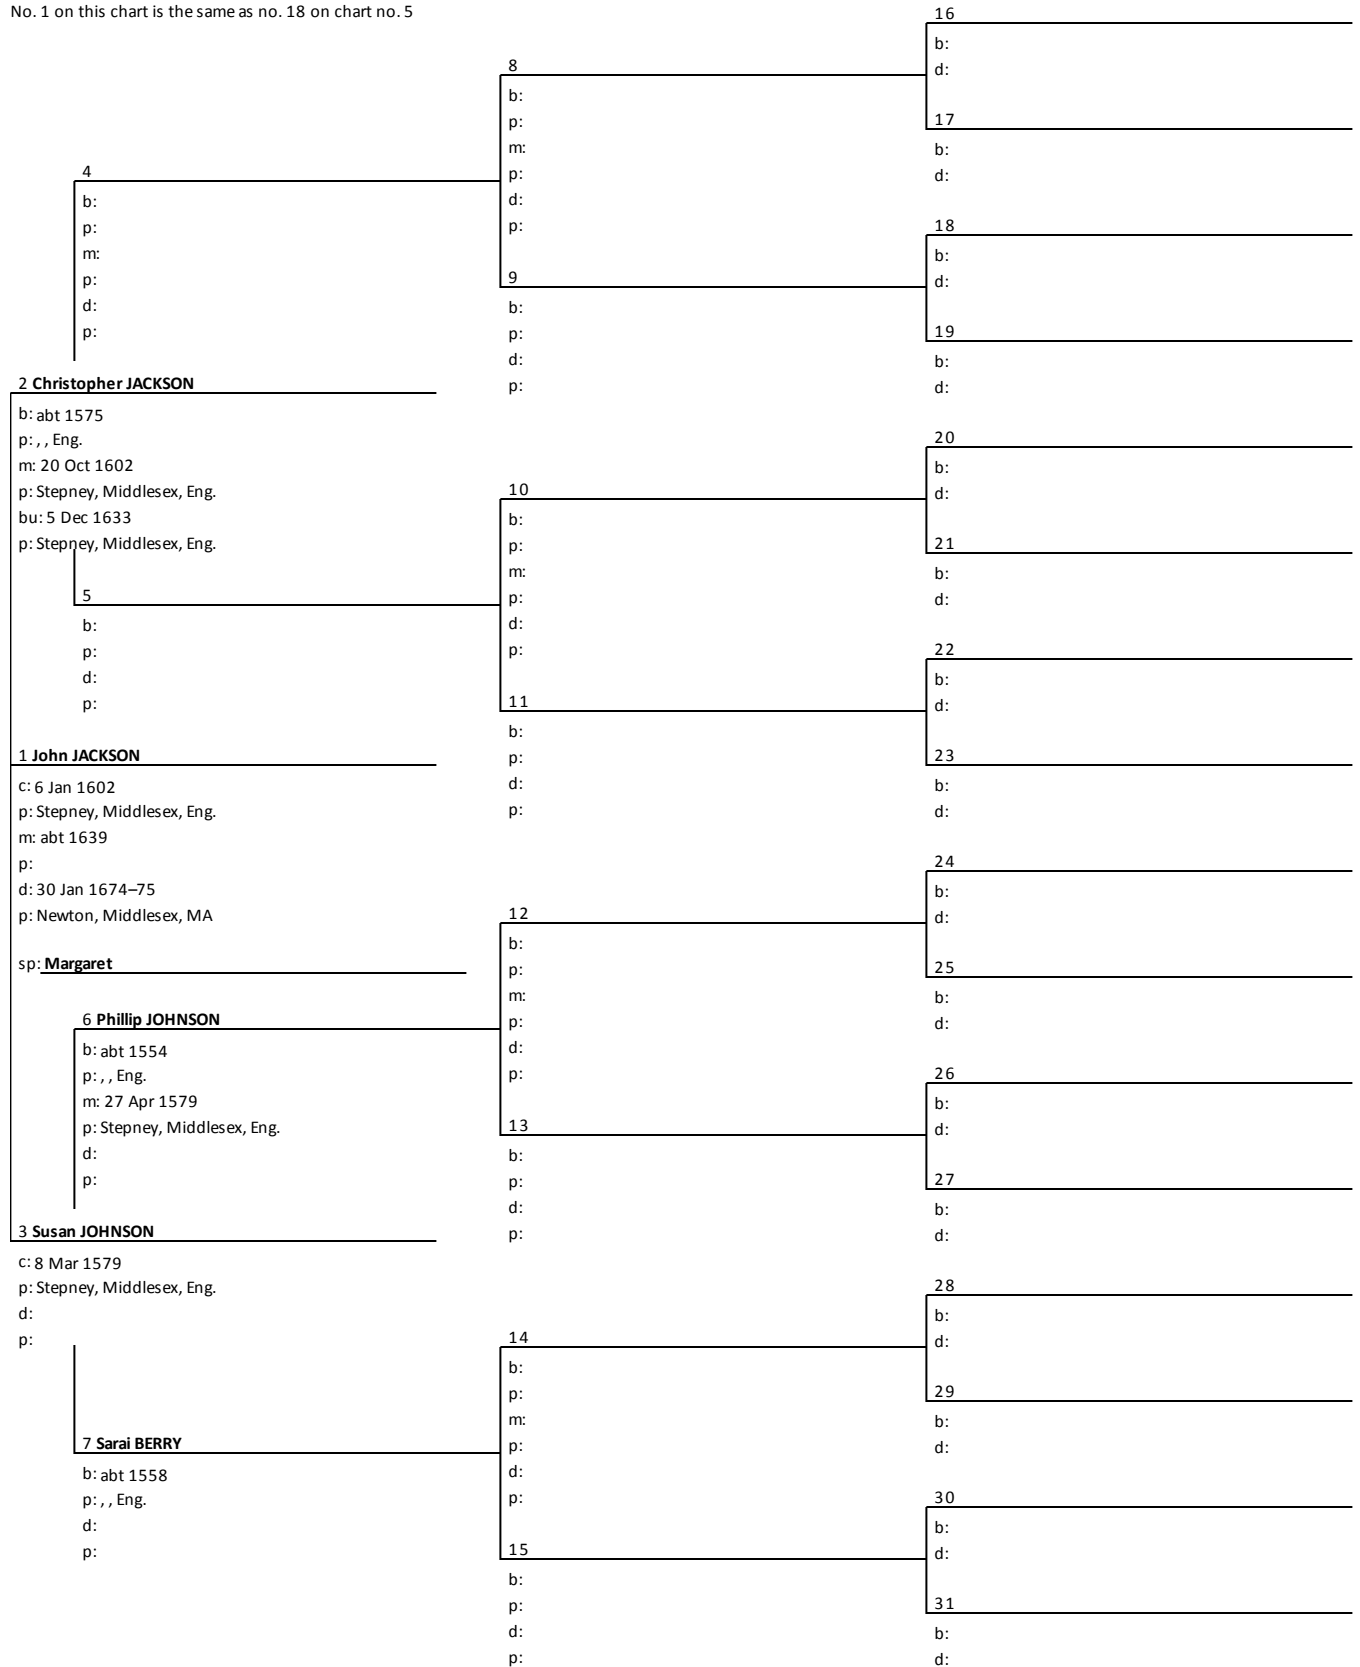 No. 1 on this chart is the same as no. 18 on chart no. 5
2 Christopher JACKSON
b: abt 1575
p: , , Eng.
m: 20 Oct 1602
p: Stepney, Middlesex, Eng.
bu: 5 Dec 1633
p: Stepney, Middlesex, Eng.
1 John JACKSON
c: 6 Jan 1602
p: Stepney, Middlesex, Eng.
m: abt 1639
p:
d: 30 Jan 1674–75
p: Newton, Middlesex, MA
sp: Margaret
3 Susan JOHNSON
c: 8 Mar 1579
p: Stepney, Middlesex, Eng.
d:
p:
4
b:
p:
m:
p:
d:
p:
5
b:
p:
d:
p:
6 Phillip JOHNSON
b: abt 1554
p: , , Eng.
m: 27 Apr 1579
p: Stepney, Middlesex, Eng.
d:
p:
7 Sarai BERRY
b: abt 1558
p: , , Eng.
d:
p:
8
b:
p:
m:
p:
d:
p:
9
b:
p:
d:
p:
10
b:
p:
m:
p:
d:
p:
11
b:
p:
d:
p:
12
b:
p:
m:
p:
d:
p:
13
b:
p:
d:
p:
14
b:
p:
m:
p:
d:
p:
15
b:
p:
d:
p:
16
b:
d:
17
b:
d:
18
b:
d:
19
b:
d:
20
b:
d:
21
b:
d:
22
b:
d:
23
b:
d:
24
b:
d:
25
b:
d:
26
b:
d:
27
b:
d:
28
b:
d:
29
b:
d:
30
b:
d:
31
b:
d: